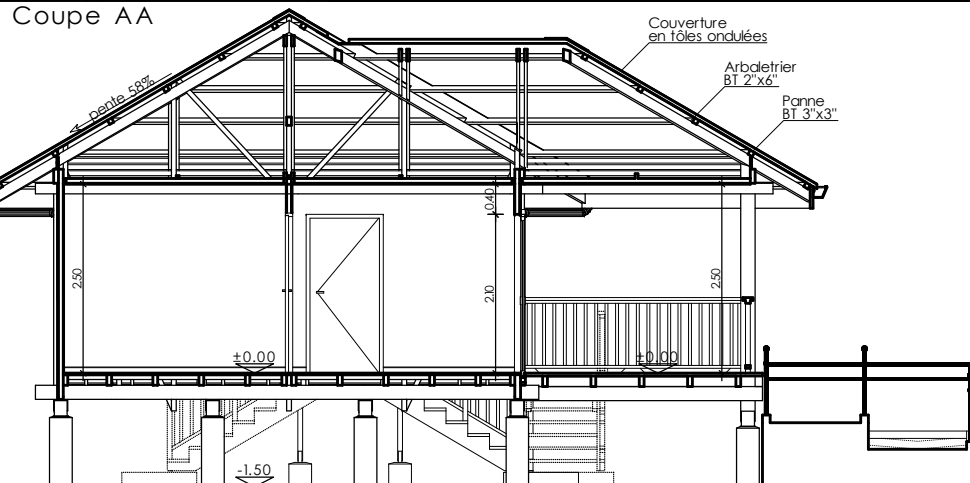 Coupe AA
Couverture
en tôles ondulées
Arbaletrier
BT 2"x6"
Panne
BT 3"x3"
pente 58%
0.40
2.50
2.10
2.50
±0.00
±0.00
-1.50